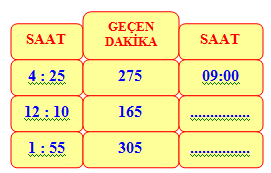 SAAT GEÇEN DAKİKA SAAT
4 : 25 275 09:00
12 : 10 165 ...............
1 : 55 305 ...............